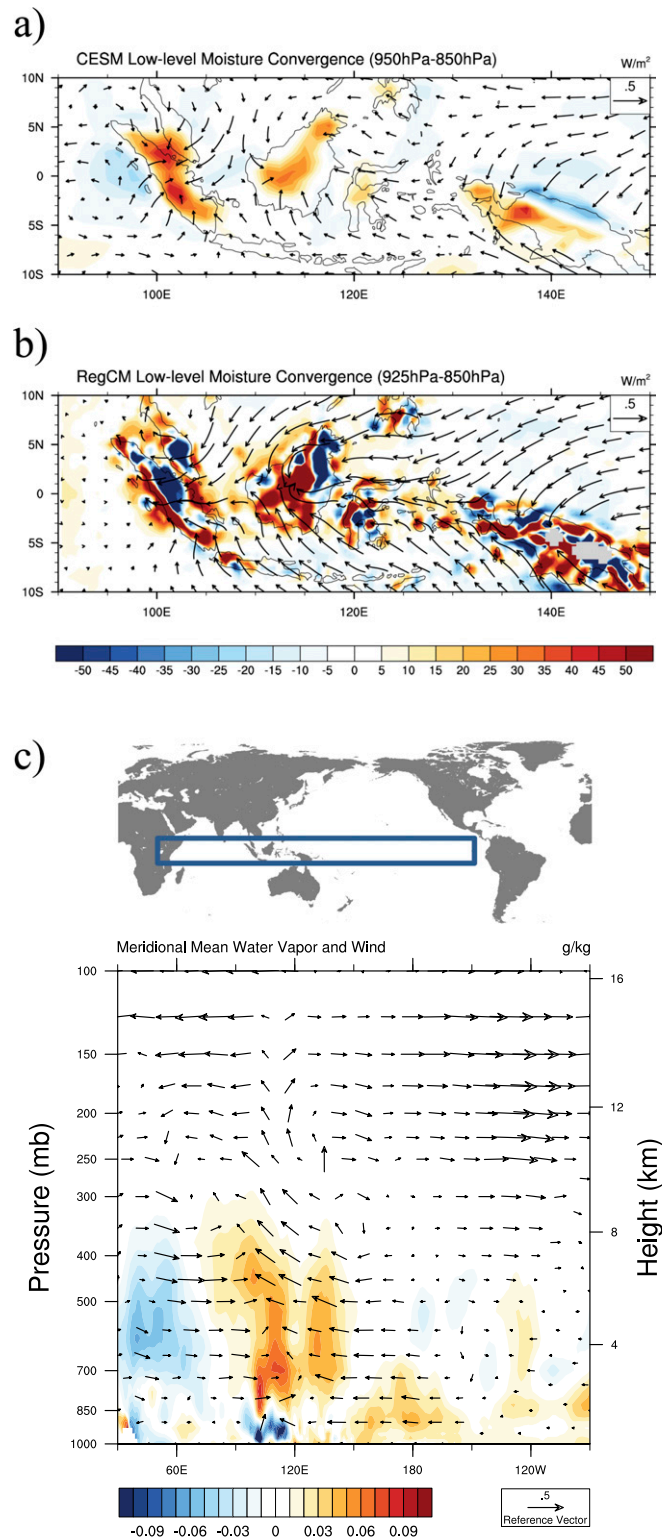 a)
CESM Low-level Moisture Convergence (950hPa-850hPa)
W/m²
.5
10N
5N
0
5S
10S
100E 120E 140E
b)
RegCM Low-level Moisture Convergence (925hPa-850hPa)
W/m²
.5
10N
5N
0
5S
10S
100E 120E 140E
-50 -45 -40 -35 -30 -25 -20 -15 -10 -5 0 5 10 15 20 25 30 35 40 45 50
c)
Meridional Mean Water Vapor and Wind
g/kg
Pressure (mb)
100
150
200
250
300
400
500
700
850
1000
16
12
8
4
Height (km)
60E 120E 180 120W
-0.09 -0.06 -0.03 0 0.03 0.06 0.09
.5
Reference Vector